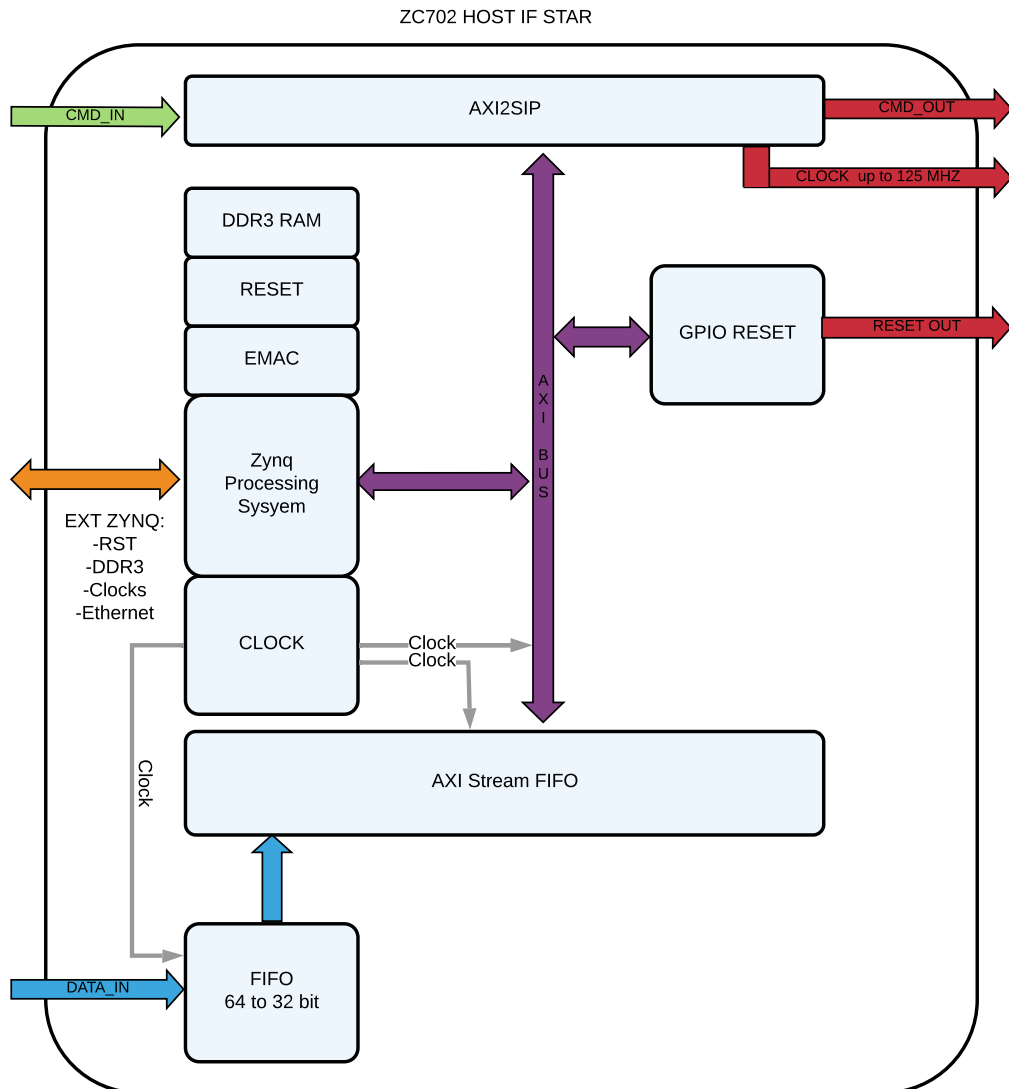 ZC702 HOST IF STAR
CMD_IN
AXI2SIP
CMD_OUT
CLOCK  up to 125 MHZ
DDR3 RAM
RESET
EMAC
GPIO RESET
RESET OUT
AXI BUS
Zynq
Processing
Sysyem
EXT ZYNQ:
-RST
-DDR3
-Clocks
-Ethernet
CLOCK
Clock
Clock
Clock
AXI Stream FIFO
FIFO
64 to 32 bit
DATA_IN